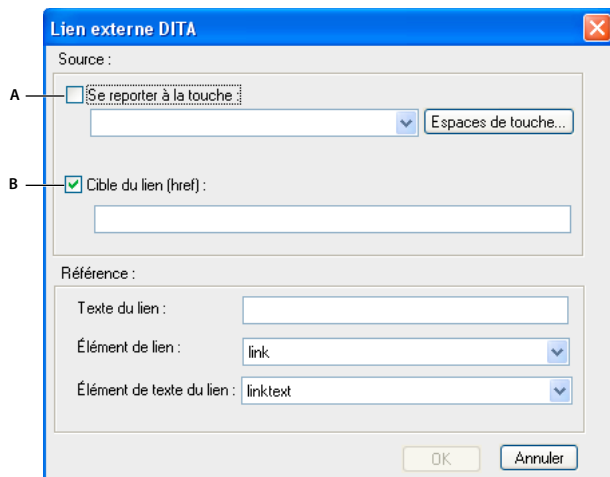 Lien externe DITA
Source :
A
Se reporter à la touche :
Espaces de touche...
B
Cible du lien (href) :
Référence :
Texte du lien :
Élément de lien :
link
Élément de texte du lien :
linktext
OK
Annuler